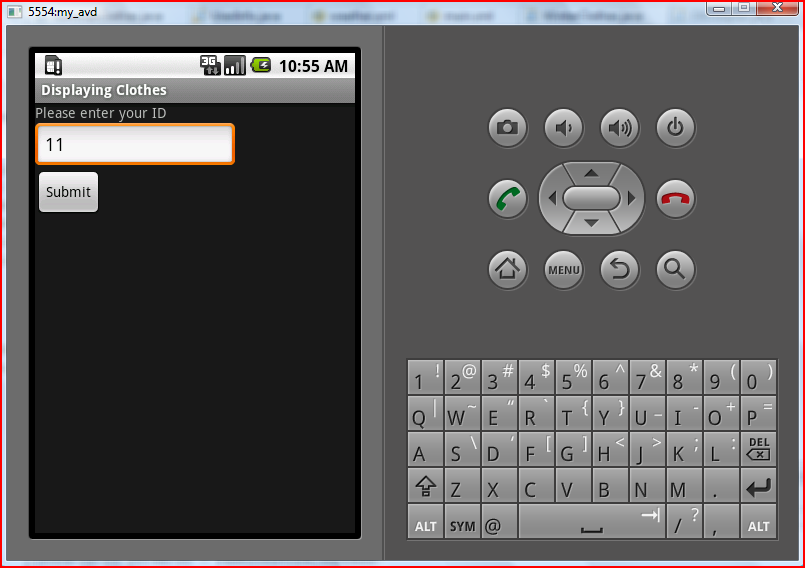 5554:my_avd
3G 10:55 AM
Displaying Clothes
Please enter your ID
11
Submit
MENU
1 ! 2 @ 3 # 4 $ 5 % 6 ^ 7 & 8 * 9 ( 0 )
Q | W ~ E “ R ` T { Y } U _ I - O + P =
A S \ D ‘ F [ G ] H < J > K ; L : DEL
Z X C V B N M .
ALT SYM @ / ? , ALT